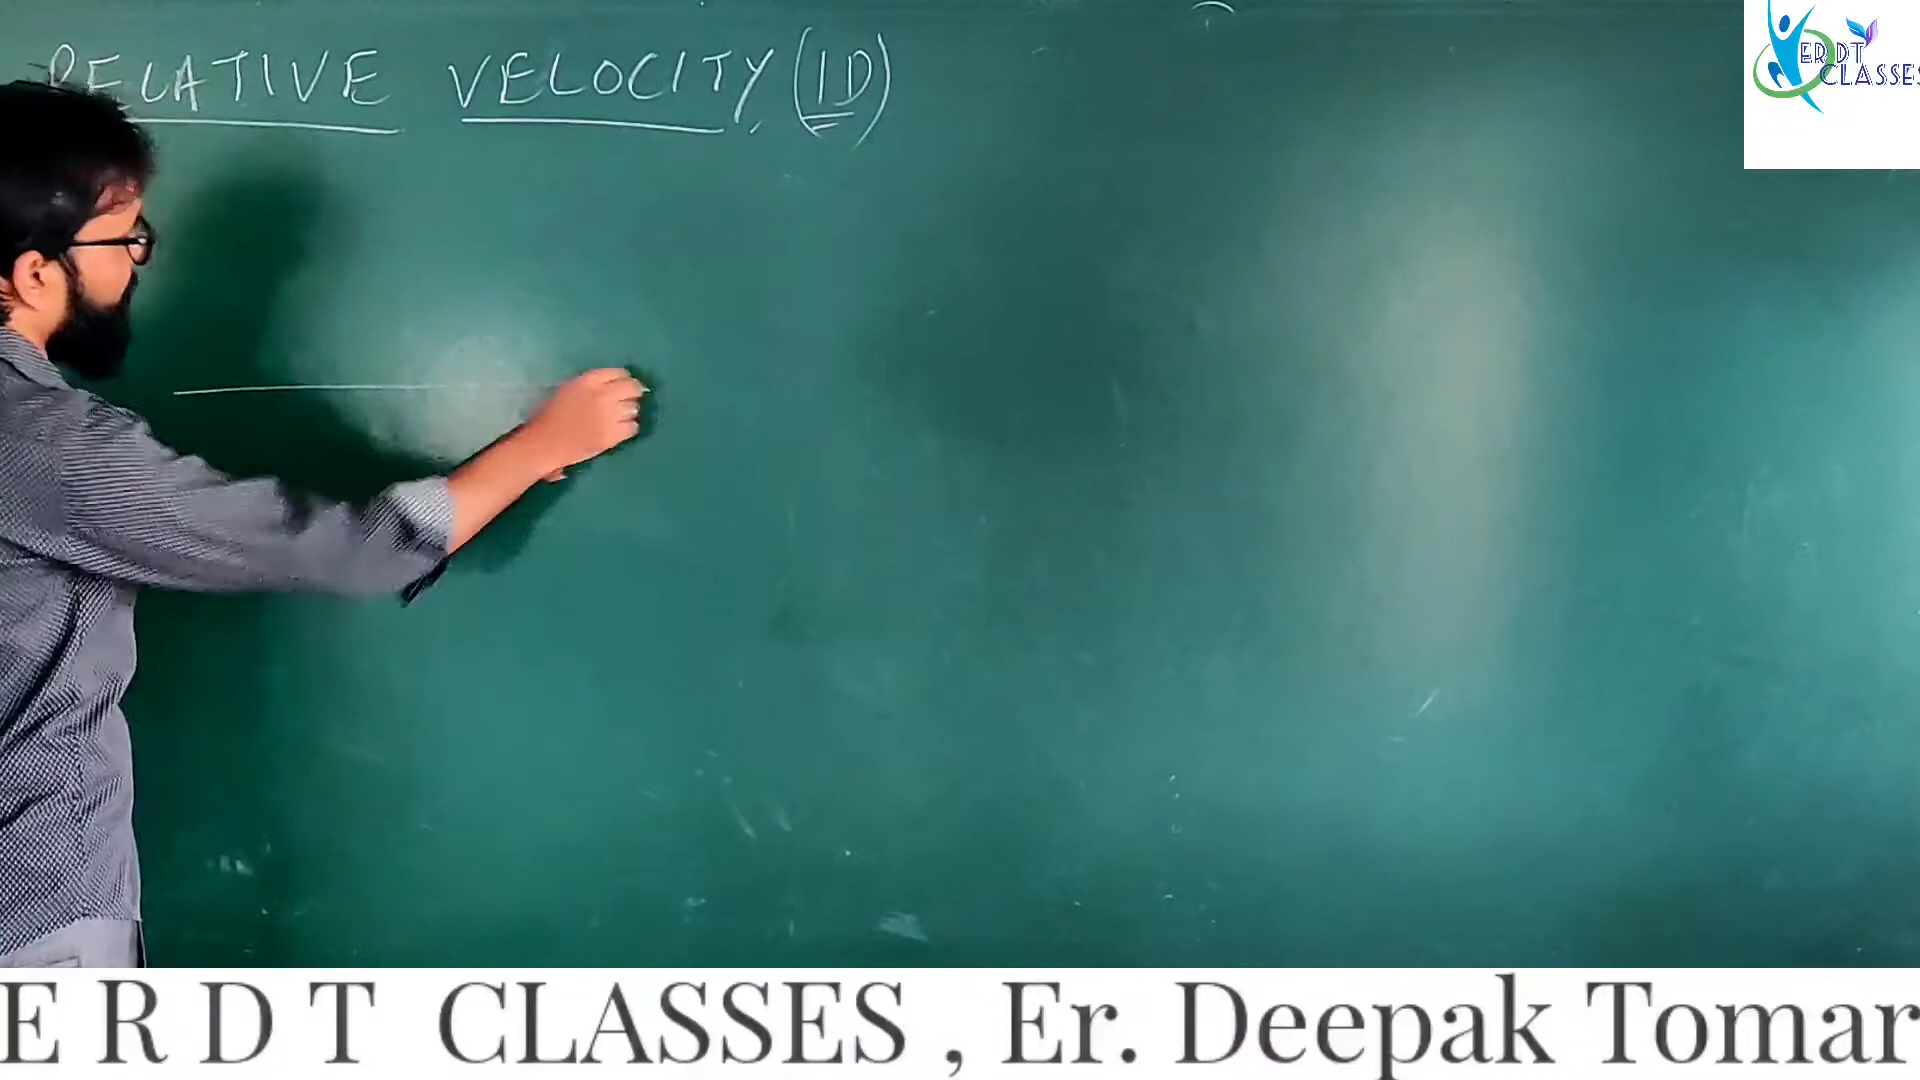 RELATIVE VELOCITY (1D)
ERDT
CLASSES
E R D T CLASSES , Er. Deepak Tomar